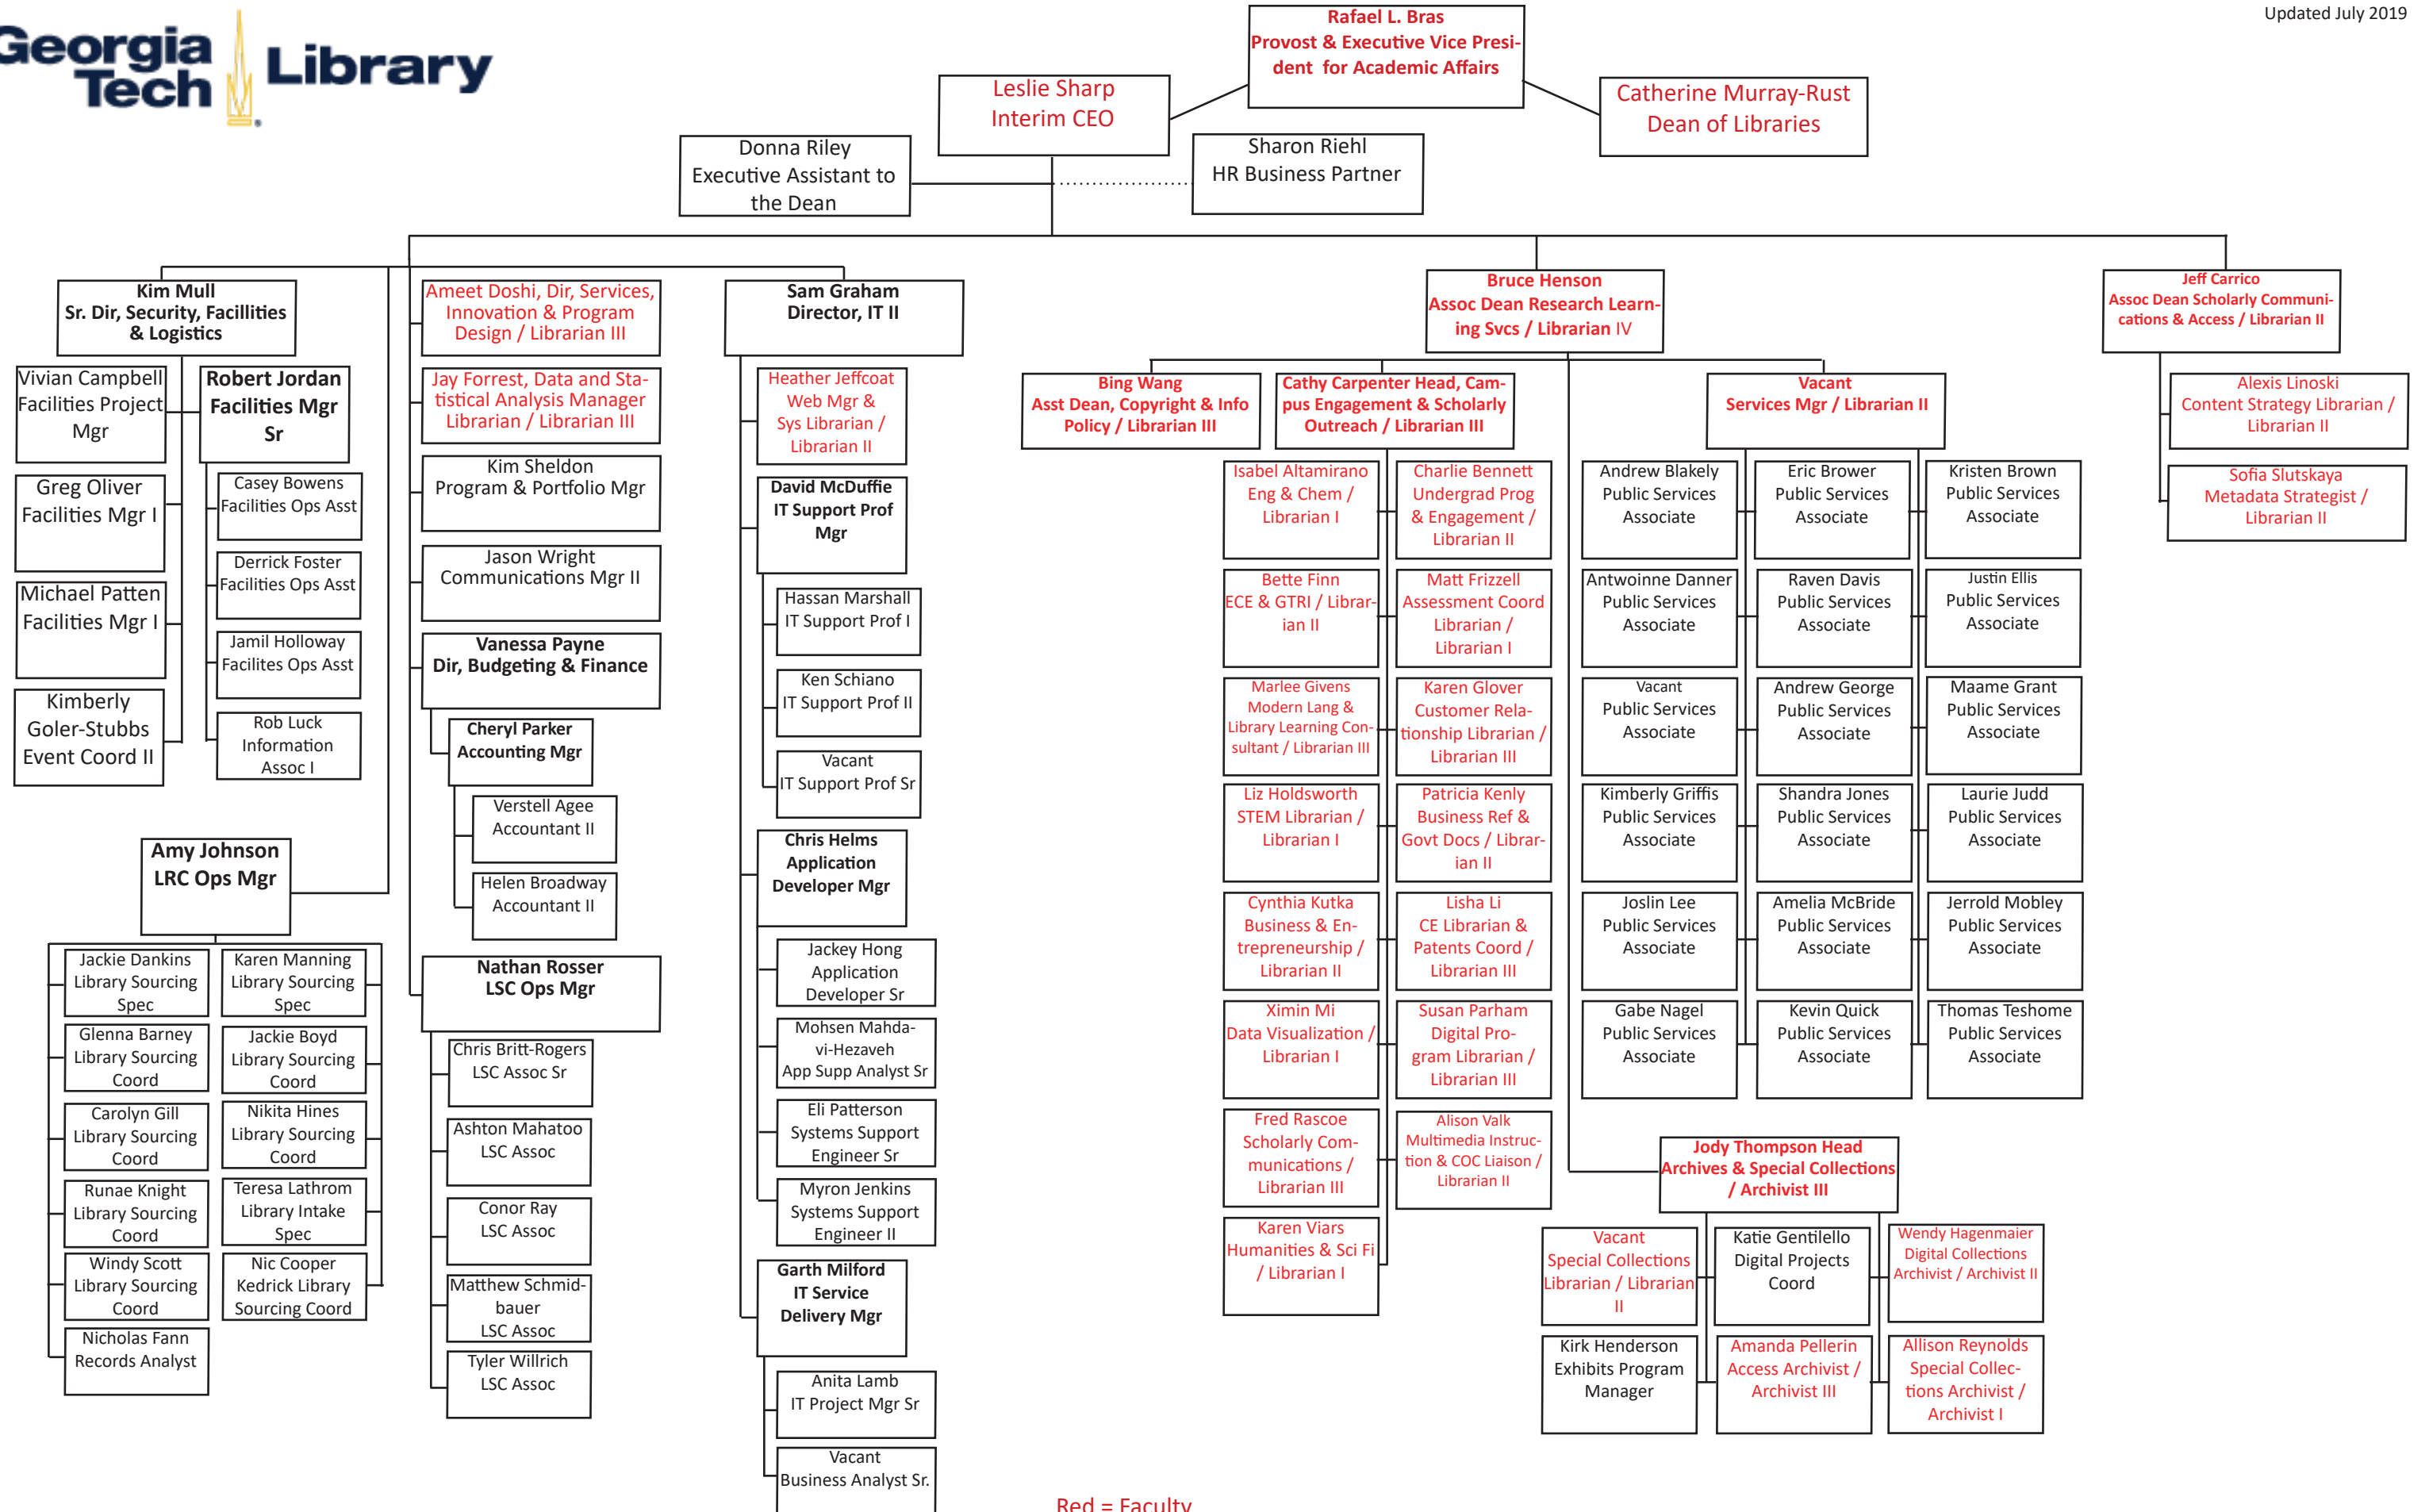 Georgia
Tech
Library
Updated July 2019
Rafael L. Bras
Provost & Executive Vice Presi-
dent for Academic Affairs
Leslie Sharp
Interim CEO
Catherine Murray-Rust
Dean of Libraries
Donna Riley
Executive Assistant to
the Dean
Sharon Riehl
HR Business Partner
Kim Mull
Sr. Dir, Security, Facillities
& Logistics
Vivian Campbell
Facilities Project
Mgr
Greg Oliver
Facilities Mgr I
Michael Patten
Facilities Mgr I
Kimberly
Goler-Stubbs
Event Coord II
Robert Jordan
Facilities Mgr
Sr
Casey Bowens
Facilities Ops Asst
Derrick Foster
Facilities Ops Asst
Jamil Holloway
Facilites Ops Asst
Rob Luck
Information
Assoc I
Amy Johnson
LRC Ops Mgr
Jackie Dankins
Library Sourcing
Spec
Glenna Barney
Library Sourcing
Coord
Carolyn Gill
Library Sourcing
Coord
Runae Knight
Library Sourcing
Coord
Windy Scott
Library Sourcing
Coord
Nicholas Fann
Records Analyst
Karen Manning
Library Sourcing
Spec
Jackie Boyd
Library Sourcing
Coord
Nikita Hines
Library Sourcing
Coord
Teresa Lathrom
Library Intake
Spec
Nic Cooper
Kedrick Library
Sourcing Coord
Ameet Doshi, Dir, Services,
Innovation & Program
Design / Librarian III
Jay Forrest, Data and Sta-
tistical Analysis Manager
Librarian / Librarian III
Kim Sheldon
Program & Portfolio Mgr
Jason Wright
Communications Mgr II
Vanessa Payne
Dir, Budgeting & Finance
Cheryl Parker
Accounting Mgr
Verstell Agee
Accountant II
Helen Broadway
Accountant II
Nathan Rosser
LSC Ops Mgr
Chris Britt-Rogers
LSC Assoc Sr
Ashton Mahatoo
LSC Assoc
Conor Ray
LSC Assoc
Matthew Schmid-
bauer
LSC Assoc
Tyler Willrich
LSC Assoc
Sam Graham
Director, IT II
Heather Jeffcoat
Web Mgr &
Sys Librarian /
Librarian II
David McDuffie
IT Support Prof
Mgr
Hassan Marshall
IT Support Prof I
Ken Schiano
IT Support Prof II
Vacant
IT Support Prof Sr
Chris Helms
Application
Developer Mgr
Jackey Hong
Application
Developer Sr
Mohsen Mahda-
vi-Hezaveh
App Supp Analyst Sr
Eli Patterson
Systems Support
Engineer Sr
Myron Jenkins
Systems Support
Engineer II
Garth Milford
IT Service
Delivery Mgr
Anita Lamb
IT Project Mgr Sr
Vacant
Business Analyst Sr.
Bruce Henson
Assoc Dean Research Learn-
ing Svcs / Librarian IV
Bing Wang
Asst Dean, Copyright & Info
Policy / Librarian III
Cathy Carpenter Head, Cam-
pus Engagement & Scholarly
Outreach / Librarian III
Isabel Altamirano
Eng & Chem /
Librarian I
Charlie Bennett
Undergrad Prog
& Engagement /
Librarian II
Bette Finn
ECE & GTRI / Librar-
ian II
Matt Frizzell
Assessment Coord
Librarian /
Librarian I
Marlee Givens
Modern Lang &
Library Learning Con-
sultant / Librarian III
Karen Glover
Customer Rela-
tionship Librarian /
Librarian III
Liz Holdsworth
STEM Librarian /
Librarian I
Patricia Kenly
Business Ref &
Govt Docs / Librar-
ian II
Cynthia Kutka
Business & En-
trepreneurship /
Librarian II
Lisha Li
CE Librarian &
Patents Coord /
Librarian III
Ximin Mi
Data Visualization /
Librarian I
Susan Parham
Digital Pro-
gram Librarian /
Librarian III
Fred Rascoe
Scholarly Com-
munications /
Librarian III
Alison Valk
Multimedia Instruc-
tion & COC Liaison /
Librarian II
Karen Viars
Humanities & Sci Fi
/ Librarian I
Vacant
Services Mgr / Librarian II
Andrew Blakely
Public Services
Associate
Eric Brower
Public Services
Associate
Kristen Brown
Public Services
Associate
Antwoinne Danner
Public Services
Associate
Raven Davis
Public Services
Associate
Justin Ellis
Public Services
Associate
Vacant
Public Services
Associate
Andrew George
Public Services
Associate
Maame Grant
Public Services
Associate
Kimberly Griffis
Public Services
Associate
Shandra Jones
Public Services
Associate
Laurie Judd
Public Services
Associate
Joslin Lee
Public Services
Associate
Amelia McBride
Public Services
Associate
Jerrold Mobley
Public Services
Associate
Gabe Nagel
Public Services
Associate
Kevin Quick
Public Services
Associate
Thomas Teshome
Public Services
Associate
Jody Thompson Head
Archives & Special Collections
/ Archivist III
Vacant
Special Collections
Librarian / Librarian
II
Katie Gentilello
Digital Projects
Coord
Wendy Hagenmaier
Digital Collections
Archivist / Archivist II
Kirk Henderson
Exhibits Program
Manager
Amanda Pellerin
Access Archivist /
Archivist III
Allison Reynolds
Special Collec-
tions Archivist /
Archivist I
Jeff Carrico
Assoc Dean Scholarly Communi-
cations & Access / Librarian II
Alexis Linoski
Content Strategy Librarian /
Librarian II
Sofia Slutskaya
Metadata Strategist /
Librarian II
Red = Faculty